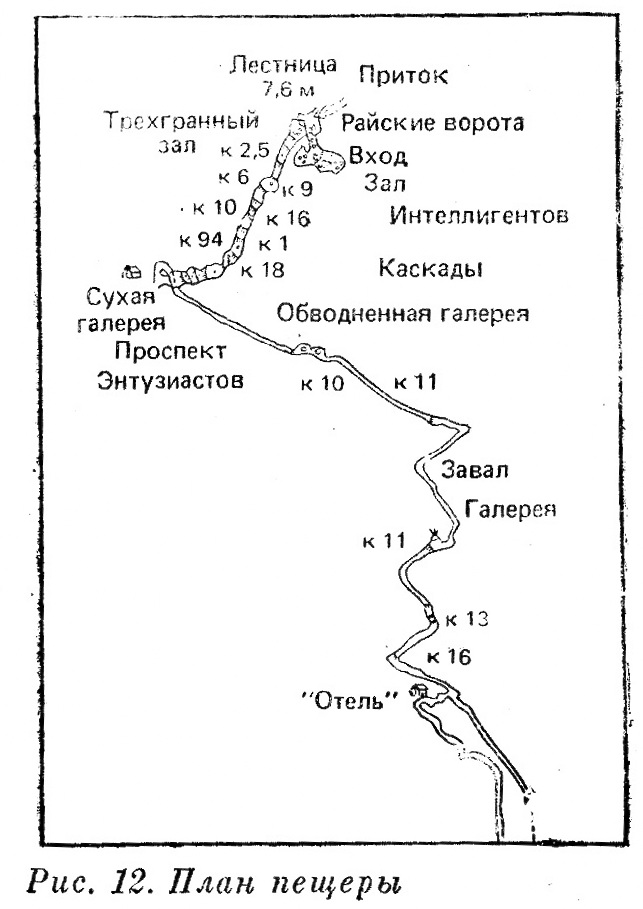 Лестница
7,6 м
Приток
Трехгранный
зал
Райские ворота
к 2,5
Вход
к 6
к 9
Зал
к 10
к 16
Интеллигентов
к 94
к 1
к 18
Каскады
Сухая
галерея
Обводненная галерея
Проспект
Энтузиастов
к 10
к 11
Завал
Галерея
к 11
к 13
к 16
"Отель"
Рис. 12. План пещеры